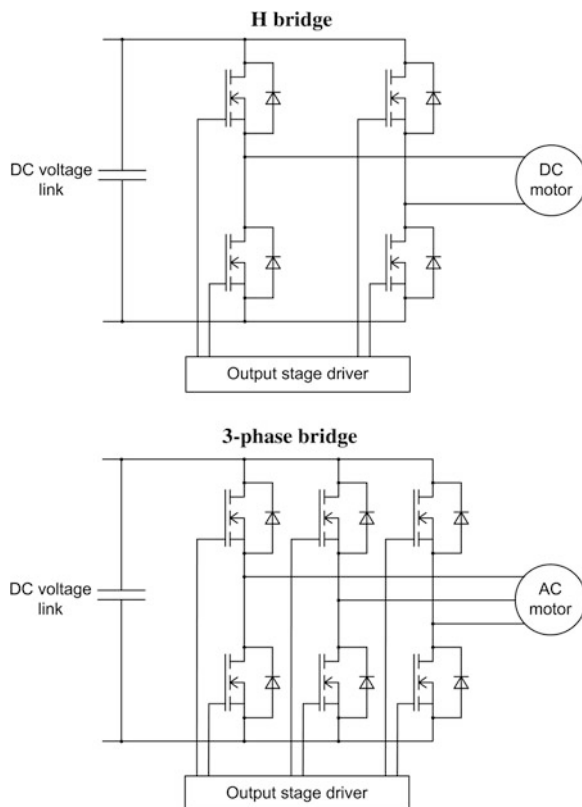 H bridge
DC voltage
link
DC
motor
Output stage driver
3-phase bridge
DC voltage
link
AC
motor
Output stage driver